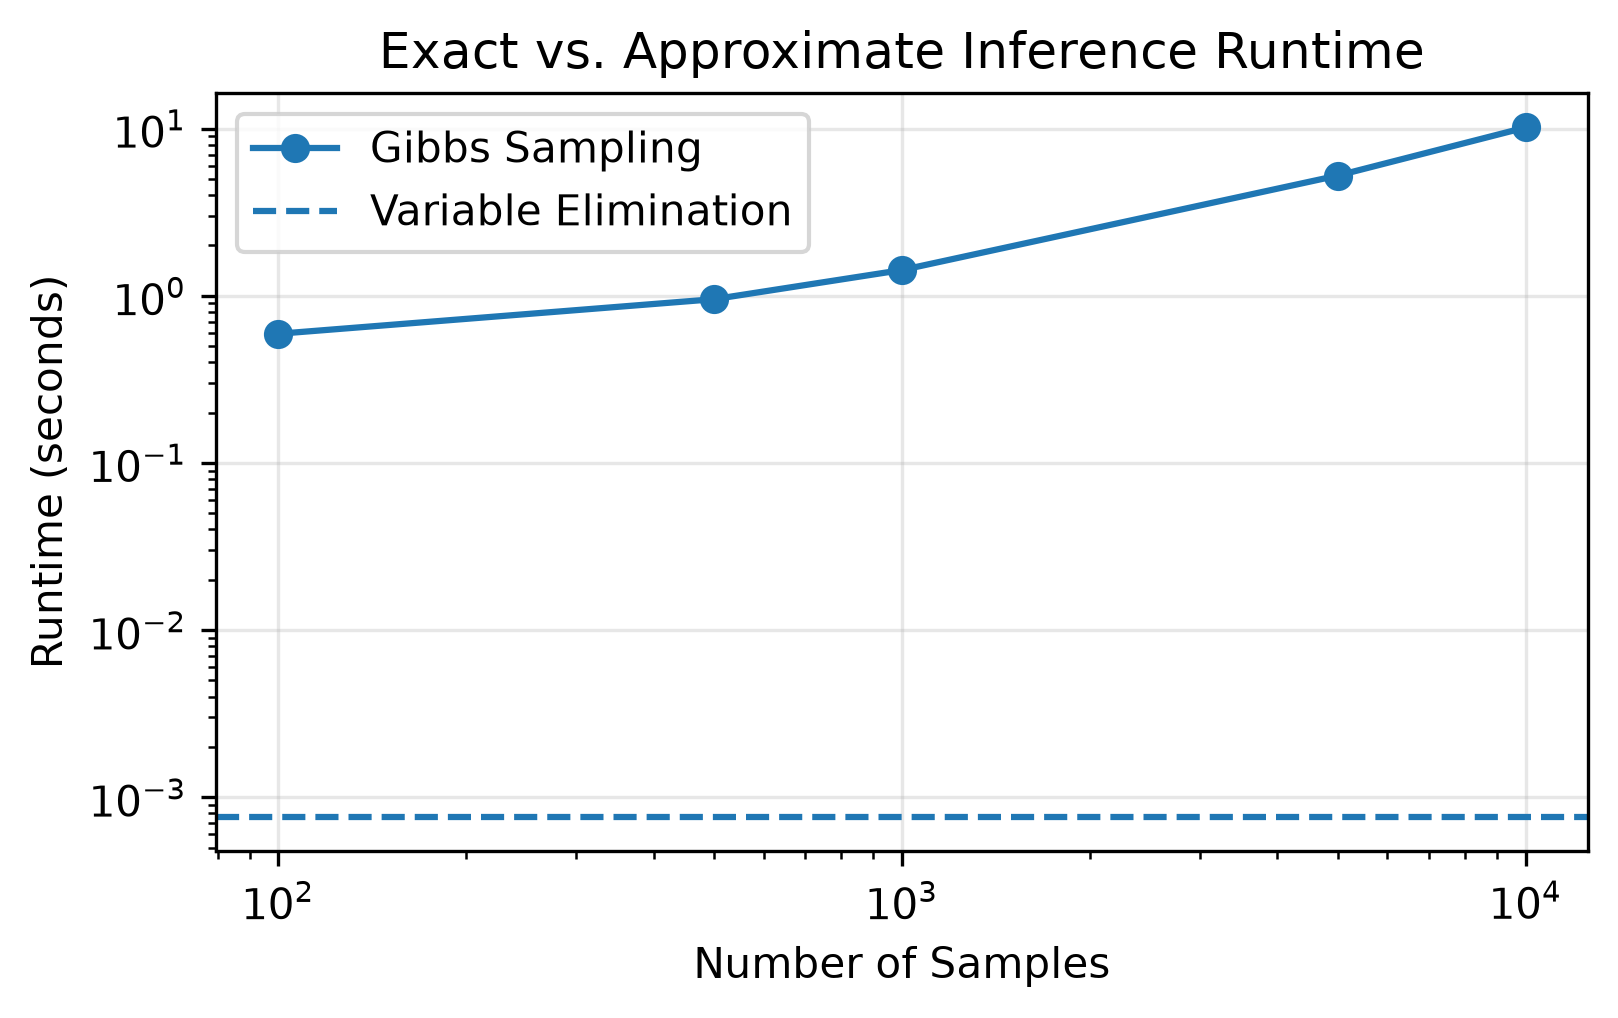 Exact vs. Approximate Inference Runtime
Gibbs Sampling
Variable Elimination
Runtime (seconds)
10¹
10⁰
10⁻¹
10⁻²
10⁻³
10² 10³ 10⁴
Number of Samples